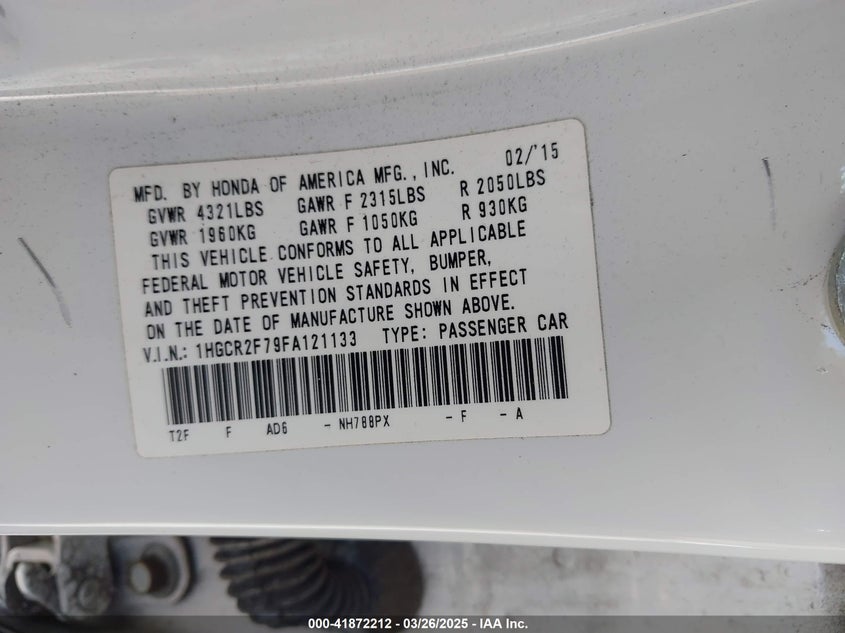 MFD. BY HONDA OF AMERICA MFG., INC. 02/'15
GVWR 4321LBS GAWR F 2315LBS R 2050LBS
GVWR 1960KG GAWR F 1050KG R 930KG
THIS VEHICLE CONFORMS TO ALL APPLICABLE
FEDERAL MOTOR VEHICLE SAFETY, BUMPER,
AND THEFT PREVENTION STANDARDS IN EFFECT
ON THE DATE OF MANUFACTURE SHOWN ABOVE.
V.I.N.: 1HGCR2F79FA121133 TYPE: PASSENGER CAR
T2F F AD6 - NH788PX - F - A
000-41872212 - 03/26/2025 - IAA Inc.